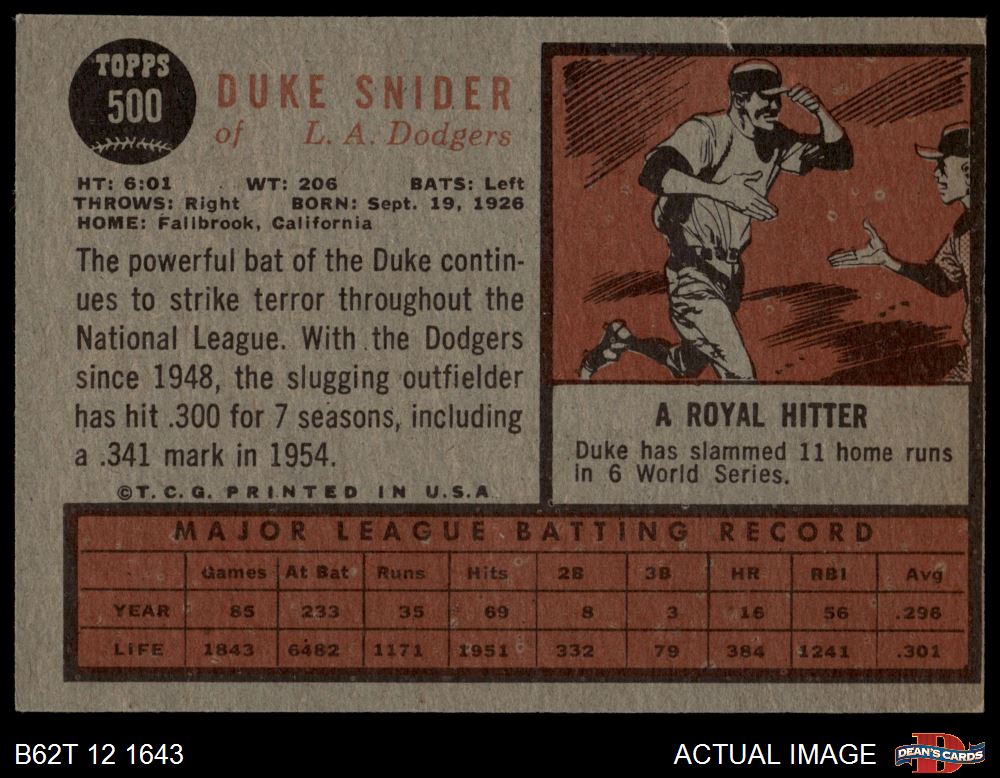 TOPPS
500
DUKE SNIDER
of L. A. Dodgers
HT: 6:01 WT: 206 BATS: Left
THROWS: Right BORN: Sept. 19, 1926
HOME: Fallbrook, California
The powerful bat of the Duke contin-
ues to strike terror throughout the
National League. With the Dodgers
since 1948, the slugging outfielder
has hit .300 for 7 seasons, including
a .341 mark in 1954.
©T. C. G. PRINTED IN U.S.A.
A ROYAL HITTER
Duke has slammed 11 home runs
in 6 World Series.
MAJOR LEAGUE BATTING RECORD
Games At Bat Runs Hits 2B 3B HR RBI Avg
YEAR 85 233 35 69 8 3 16 56 .296
LIFE 1843 6482 1171 1951 332 79 384 1241 .301
B62T 12 1643
ACTUAL IMAGE
DEAN'S CARDS